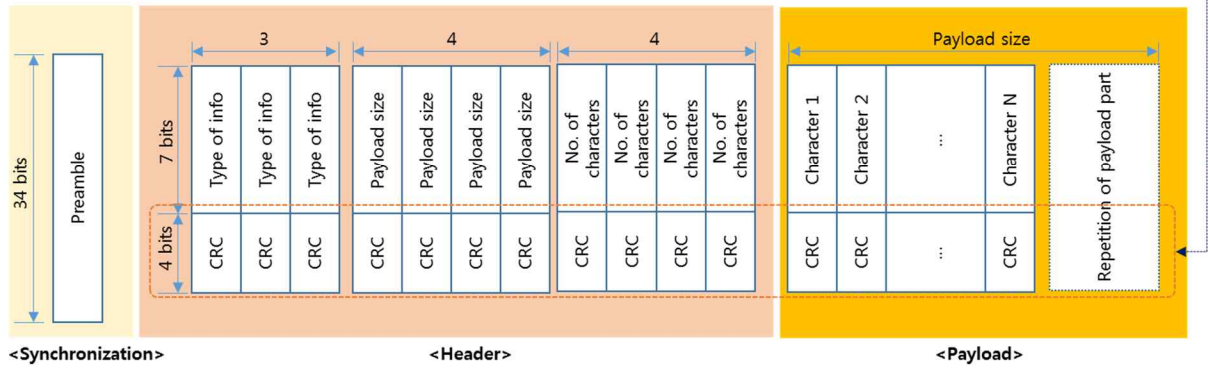 3
4
4
Payload size
34 bits
Preamble
7 bits
4 bits
Type of info
Type of info
Type of info
CRC
CRC
CRC
Payload size
Payload size
Payload size
Payload size
CRC
CRC
CRC
CRC
No. of
characters
No. of
characters
No. of
characters
No. of
characters
CRC
CRC
CRC
CRC
Character 1
Character 2
...
Character N
CRC
CRC
...
CRC
Repetition of payload part
<Synchronization>
<Header>
<Payload>